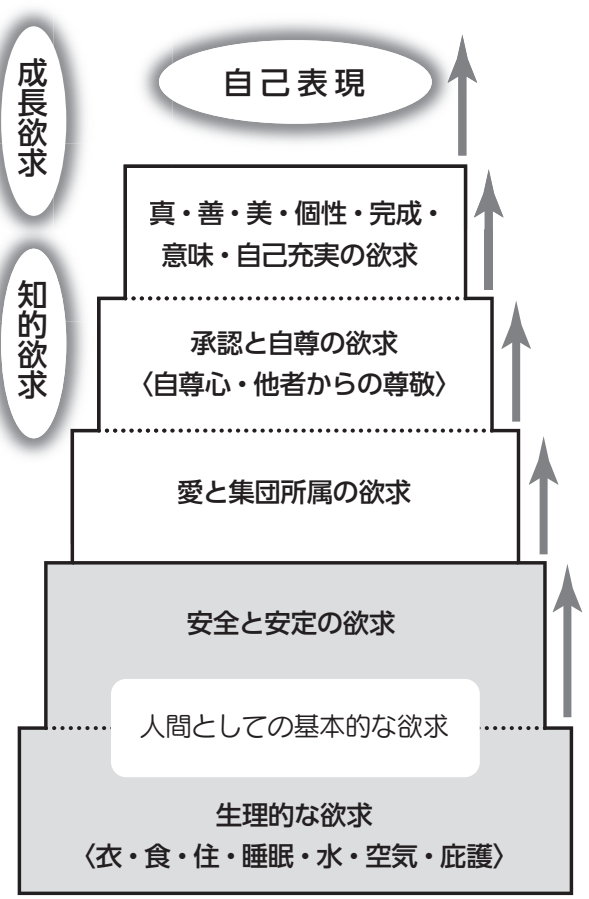 成長欲求
自己表現
真・善・美・個性・完成・
意味・自己充実の欲求
知的欲求
承認と自尊の欲求
〈自尊心・他者からの尊敬〉
愛と集団所属の欲求
安全と安定の欲求
人間としての基本的な欲求
生理的な欲求
〈衣・食・住・睡眠・水・空気・庇護〉